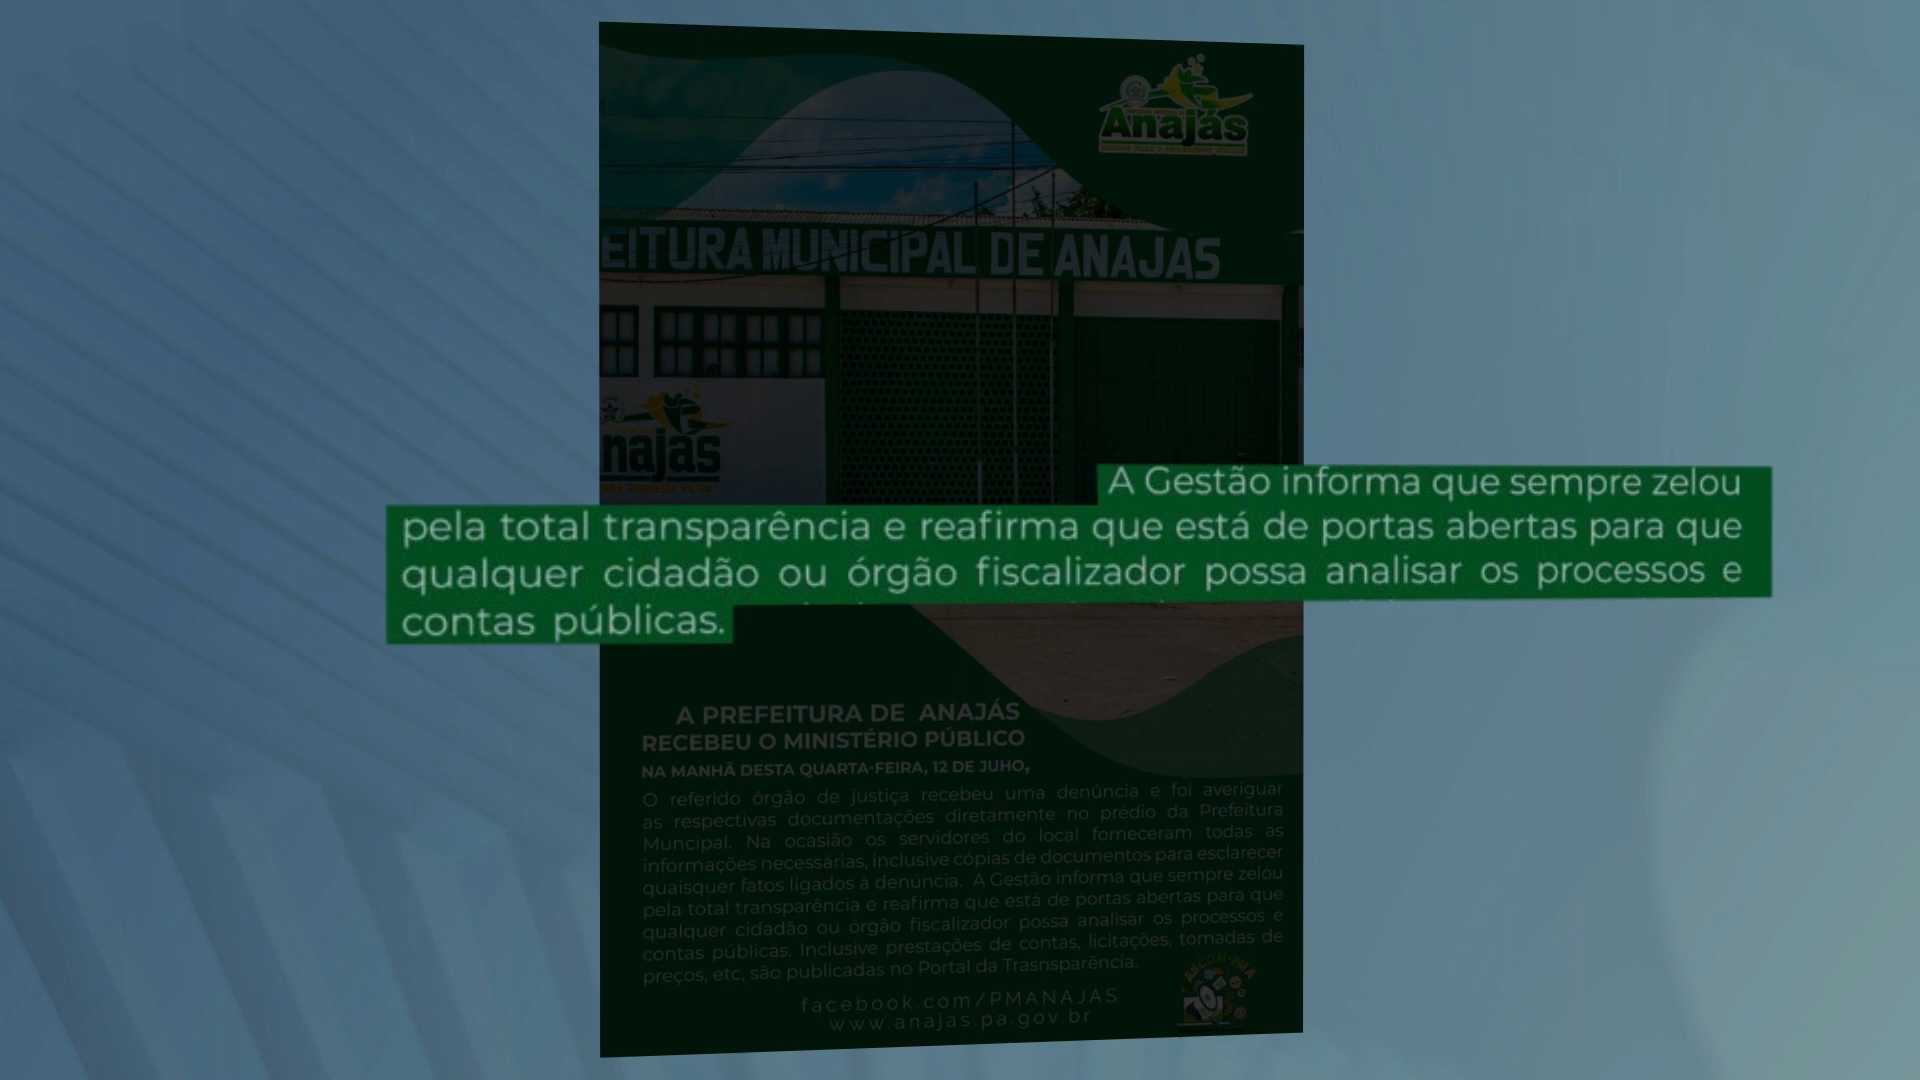 Anajás
EITURA MUNICIPAL DE ANAJAS
najás
A Gestão informa que sempre zelou
pela total transparência e reafirma que está de portas abertas para que
qualquer cidadão ou órgão fiscalizador possa analisar os processos e
contas públicas.
A PREFEITURA DE ANAJÁS
RECEBEU O MINISTÉRIO PÚBLICO
NA MANHÃ DESTA QUARTA-FEIRA, 12 DE JUHO,
O referido órgão de justiça recebeu uma denúncia e foi averiguar
as respectivas documentações diretamente no prédio da Prefeitura
Muncipal. Na ocasião os servidores do local forneceram todas as
informações necessárias, inclusive cópias de documentos para esclarecer
quaisquer fatos ligados à denúncia. A Gestão informa que sempre zelou
pela total transparência e reafirma que está de portas abertas para que
qualquer cidadão ou órgão fiscalizador possa analisar os processos e
contas públicas. Inclusive prestações de contas, licitações, tomadas de
preços, etc, são publicadas no Portal da Trasnsparência.
ASCOM-PMA
facebook.com/PMANAJAS
www.anajas.pa.gov.br